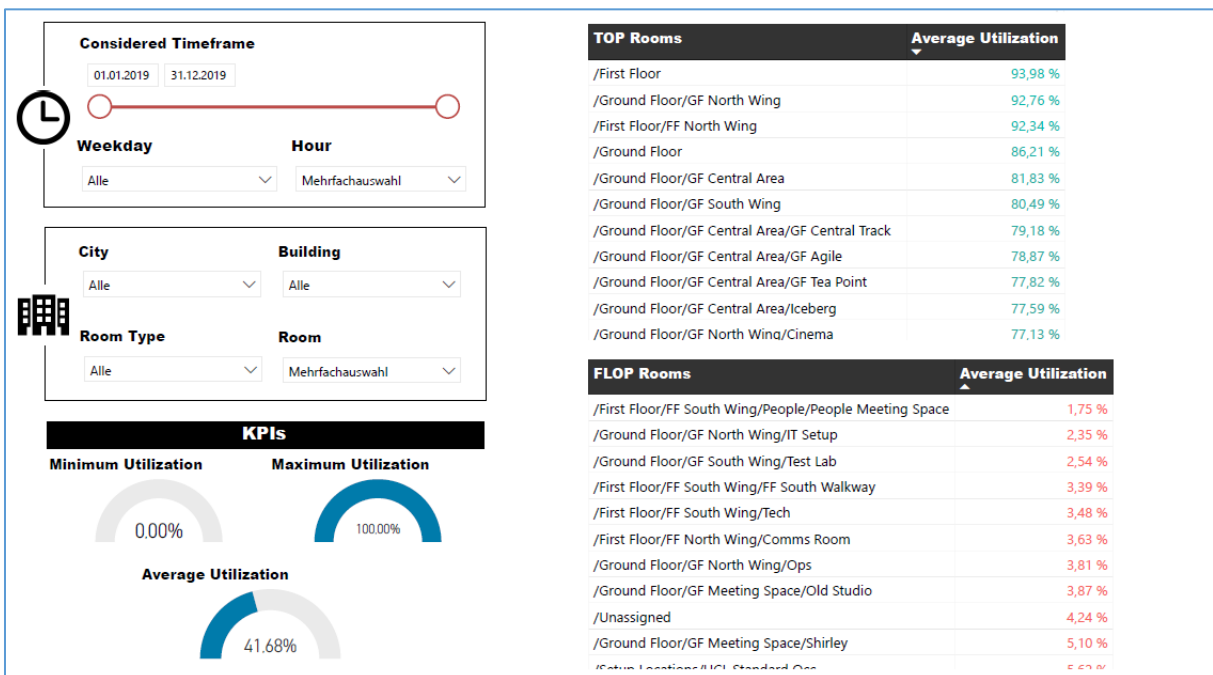 Considered Timeframe
01.01.2019 31.12.2019
Weekday Hour
Alle Mehrfachauswahl
City Building
Alle Alle
Room Type Room
Alle Mehrfachauswahl
KPIs
Minimum Utilization Maximum Utilization
0.00% 100.00%
Average Utilization
41.68%
TOP Rooms Average Utilization
/First Floor 93,98 %
/Ground Floor/GF North Wing 92,76 %
/First Floor/FF North Wing 92,34 %
/Ground Floor 86,21 %
/Ground Floor/GF Central Area 81,83 %
/Ground Floor/GF South Wing 80,49 %
/Ground Floor/GF Central Area/GF Central Track 79,18 %
/Ground Floor/GF Central Area/GF Agile 78,87 %
/Ground Floor/GF Central Area/GF Tea Point 77,82 %
/Ground Floor/GF Central Area/Iceberg 77,59 %
/Ground Floor/GF North Wing/Cinema 77,13 %
FLOP Rooms Average Utilization
/First Floor/FF South Wing/People/People Meeting Space 1,75 %
/Ground Floor/GF North Wing/IT Setup 2,35 %
/Ground Floor/GF South Wing/Test Lab 2,54 %
/First Floor/FF South Wing/FF South Walkway 3,39 %
/First Floor/FF South Wing/Tech 3,48 %
/First Floor/FF North Wing/Comms Room 3,63 %
/Ground Floor/GF North Wing/Ops 3,81 %
/Ground Floor/GF Meeting Space/Old Studio 3,87 %
/Unassigned 4,24 %
/Ground Floor/GF Meeting Space/Shirley 5,10 %